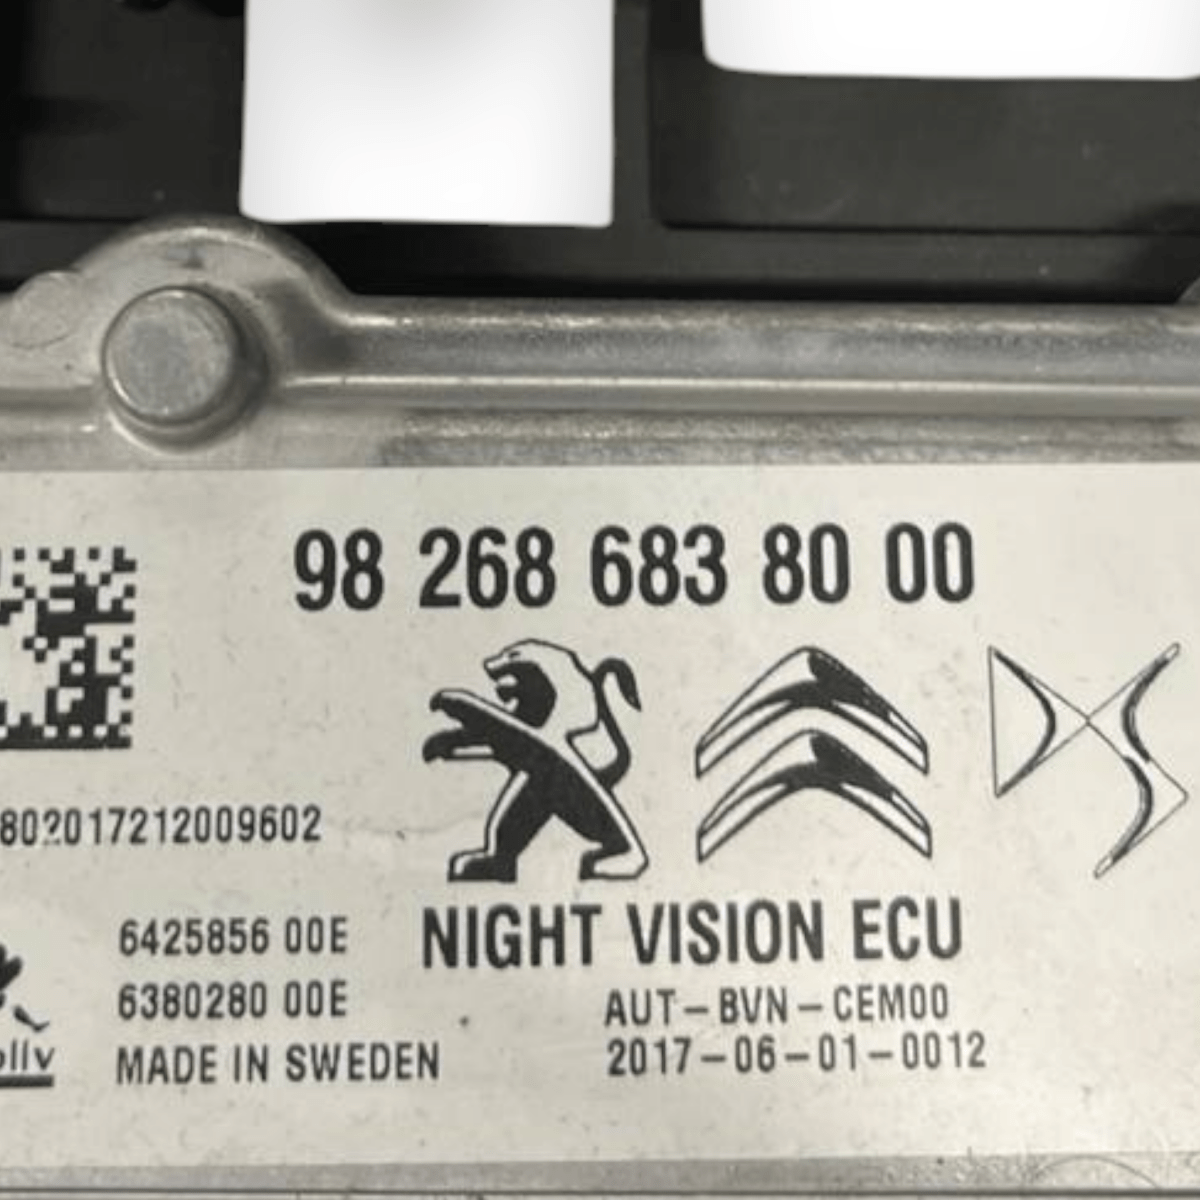 98 268 683 80 00
802017212009602
6425856 00E
6380280 00E
MADE IN SWEDEN
NIGHT VISION ECU
AUT-BVN-CEM00
2017-06-01-0012